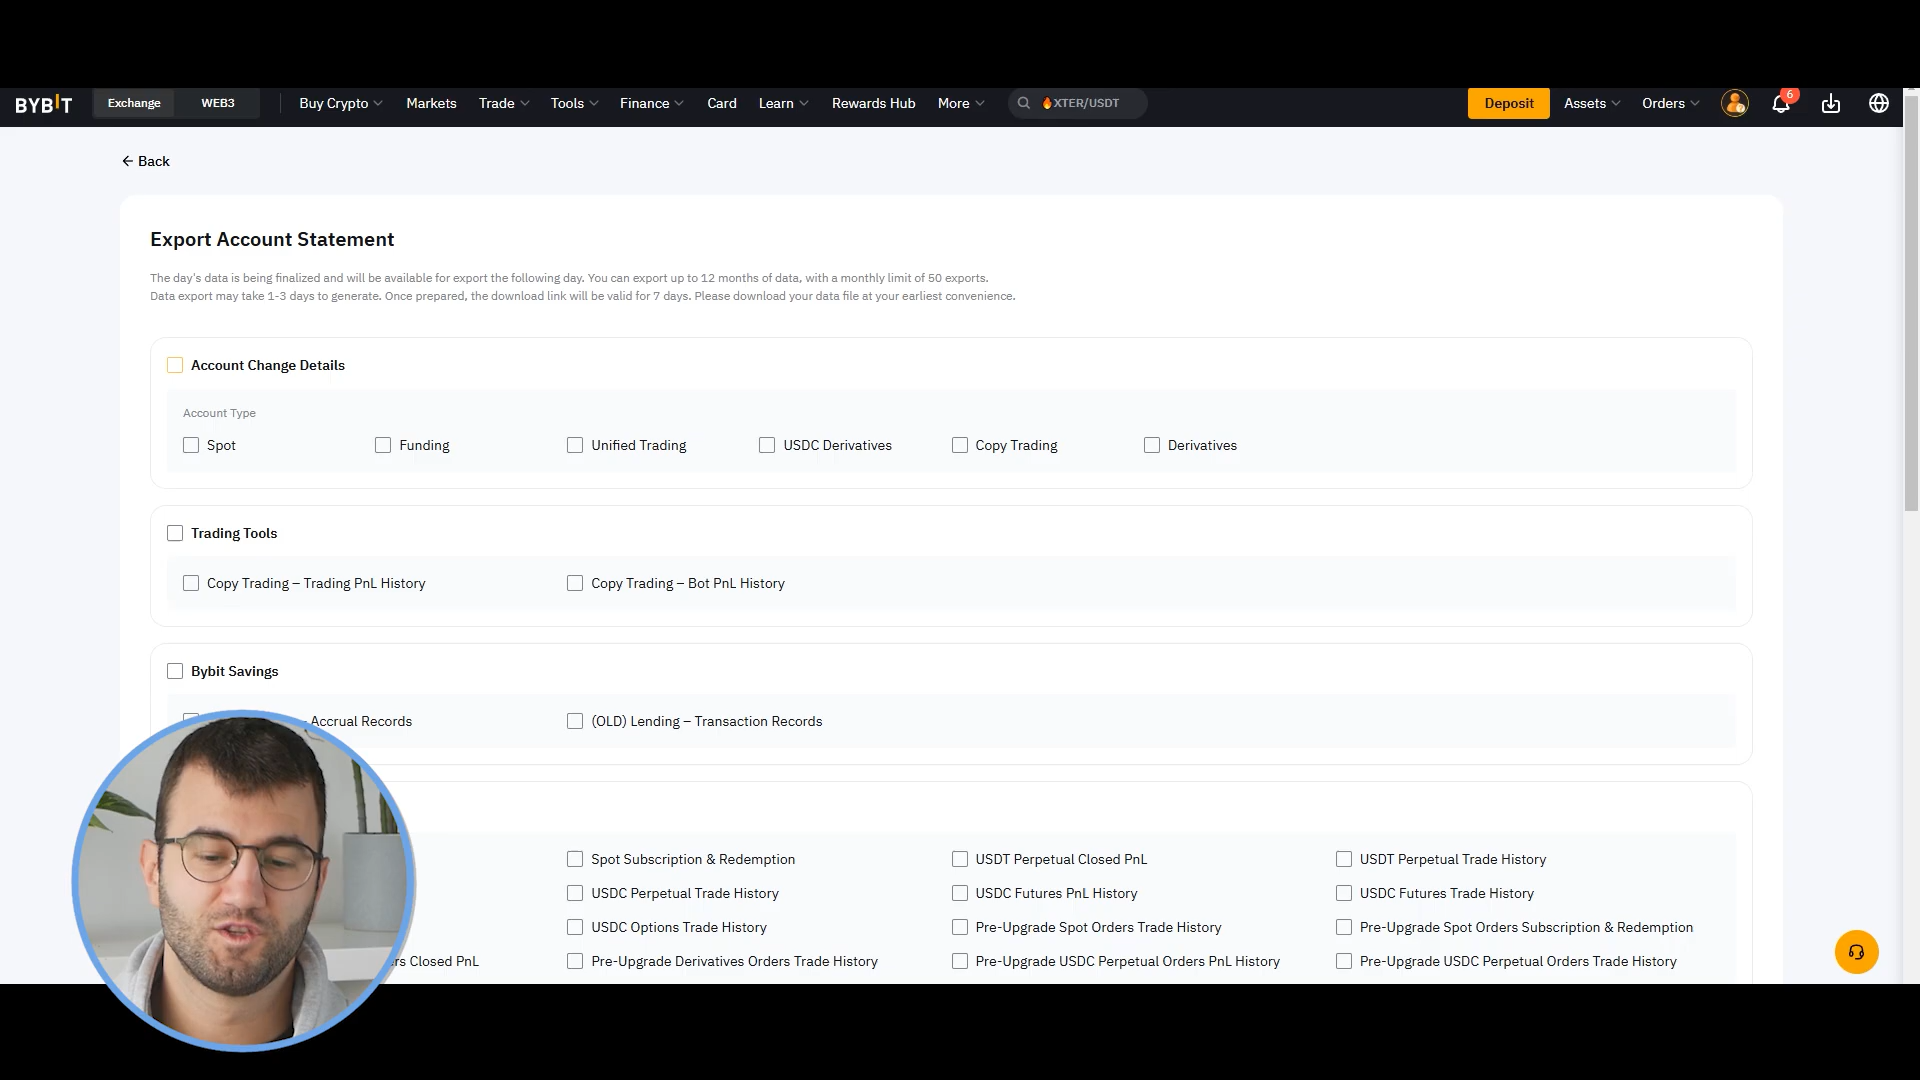 BYBIT Exchange WEB3 Buy Crypto Markets Trade Tools Finance Card Learn Rewards Hub More XTER/USDT Deposit Assets Orders 6
Back
Export Account Statement
The day's data is being finalized and will be available for export the following day. You can export up to 12 months of data, with a monthly limit of 50 exports.
Data export may take 1-3 days to generate. Once prepared, the download link will be valid for 7 days. Please download your data file at your earliest convenience.
Account Change Details
Account Type
Spot Funding Unified Trading USDC Derivatives Copy Trading Derivatives
Trading Tools
Copy Trading – Trading PnL History Copy Trading – Bot PnL History
Bybit Savings
– Accrual Records (OLD) Lending – Transaction Records
Spot Subscription & Redemption USDT Perpetual Closed PnL USDT Perpetual Trade History
USDC Perpetual Trade History USDC Futures PnL History USDC Futures Trade History
USDC Options Trade History Pre-Upgrade Spot Orders Trade History Pre-Upgrade Spot Orders Subscription & Redemption
Closed PnL Pre-Upgrade Derivatives Orders Trade History Pre-Upgrade USDC Perpetual Orders PnL History Pre-Upgrade USDC Perpetual Orders Trade History